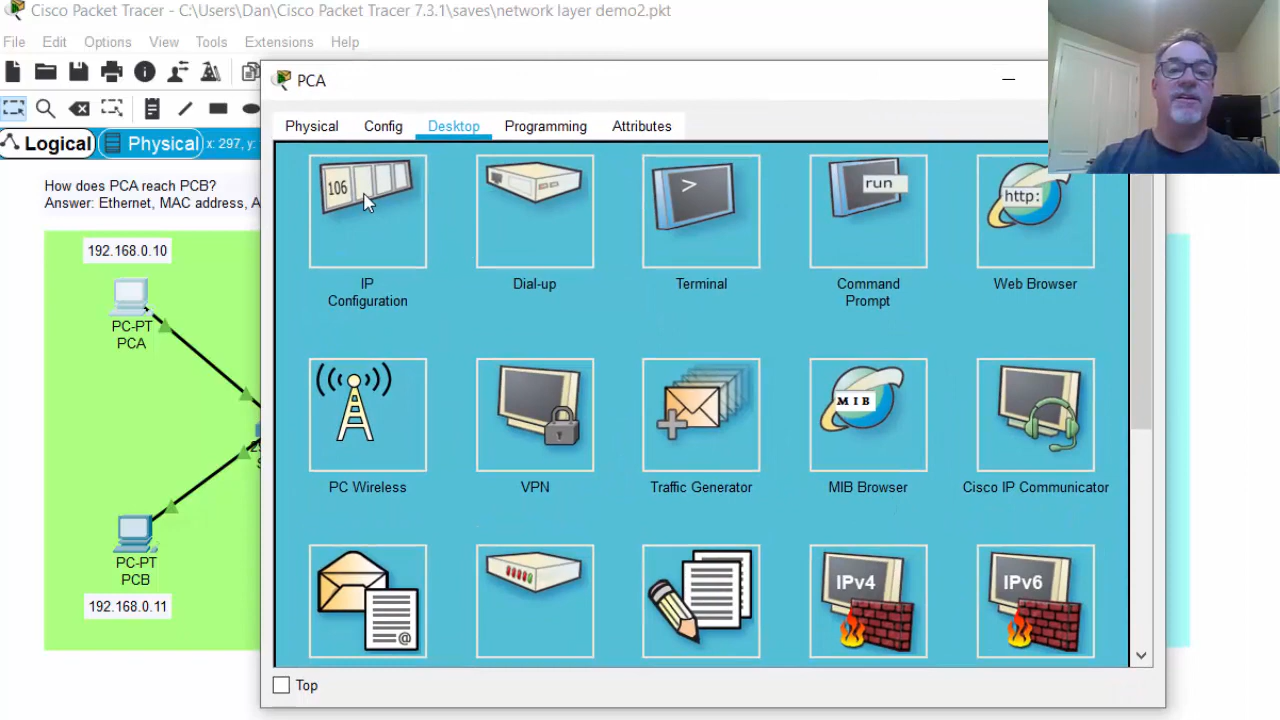 Cisco Packet Tracer - C:\Users\Dan\Cisco Packet Tracer 7.3.1\saves\network layer demo2.pkt
File Edit Options View Tools Extensions Help
PCA
Physical Config Desktop Programming Attributes
Logical Physical x: 297, y:
How does PCA reach PCB?
Answer: Ethernet, MAC address, A
192.168.0.10
PC-PT
PCA
PC-PT
PCB
192.168.0.11
106
>
run
http:
IP
Configuration
Dial-up
Terminal
Command
Prompt
Web Browser
MIB
PC Wireless
VPN
Traffic Generator
MIB Browser
Cisco IP Communicator
@
IPv4
IPv6
Top